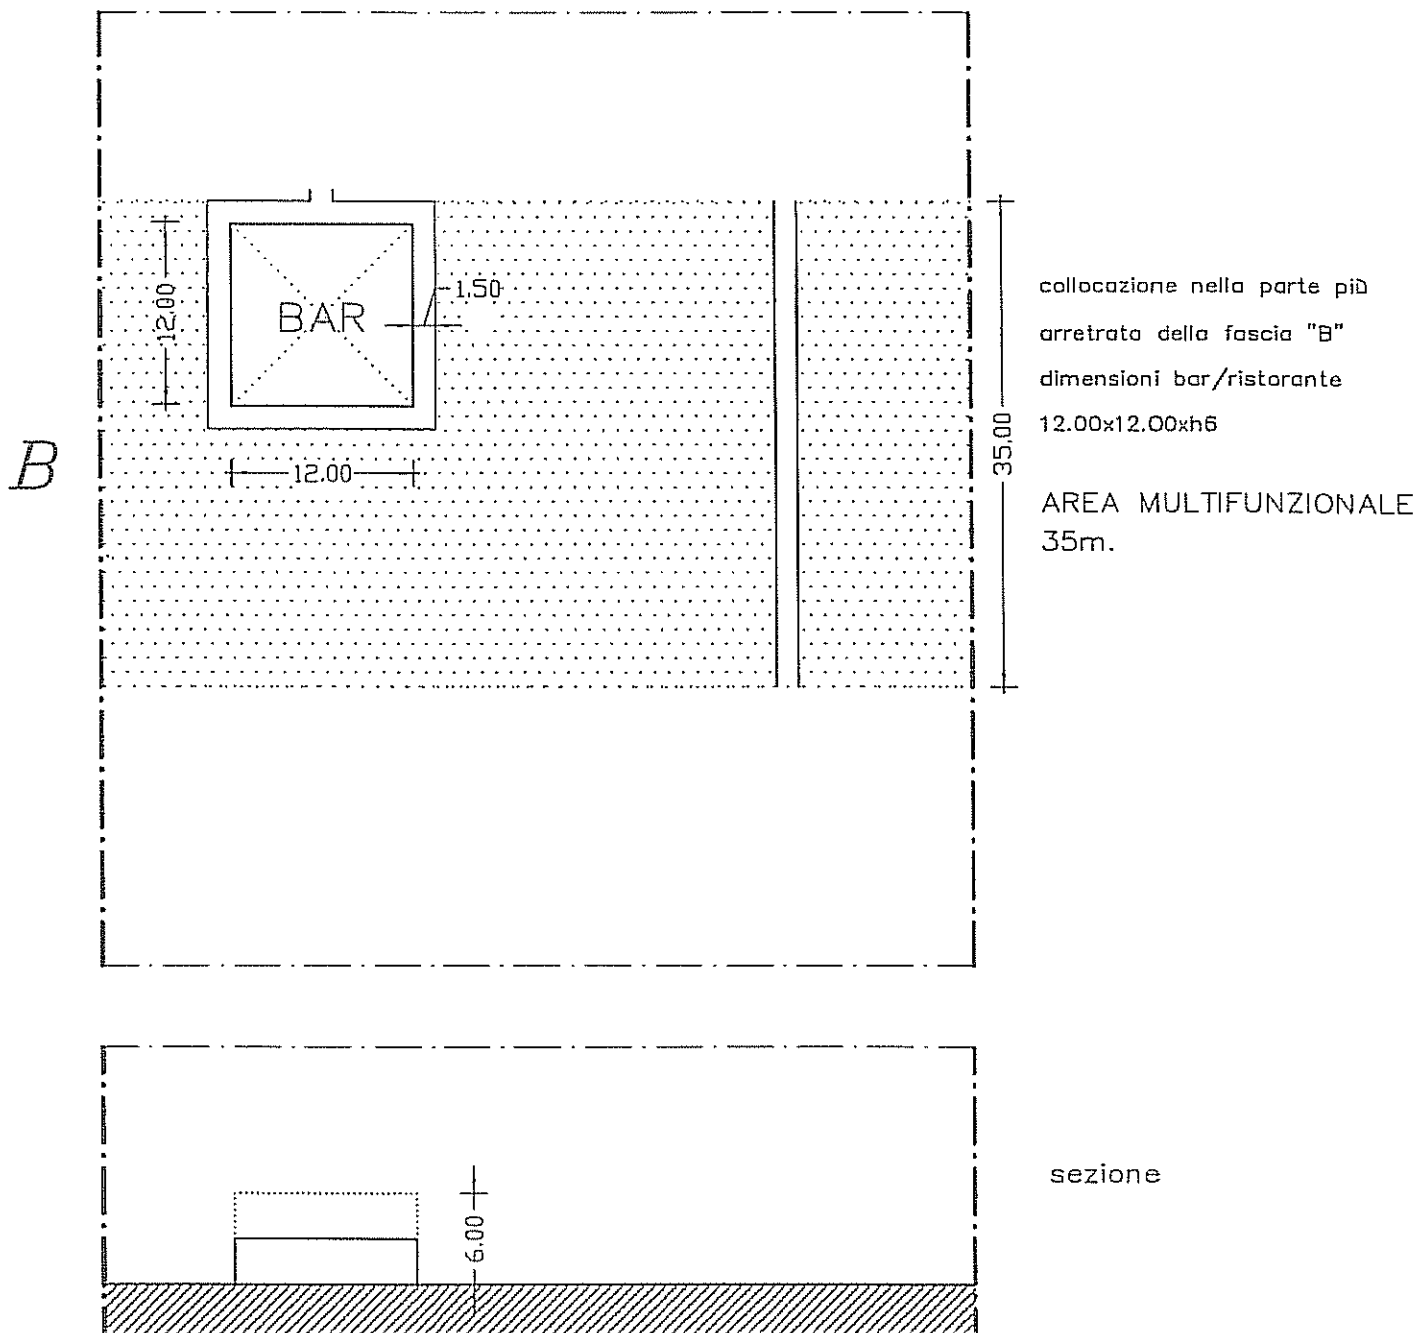 12.00
BAR
1.50
12.00
B
35.00
collocazione nella parte più
arretrata della fascia "B"
dimensioni bar/ristorante
12.00x12.00xh6
AREA MULTIFUNZIONALE
35m.
6.00
sezione